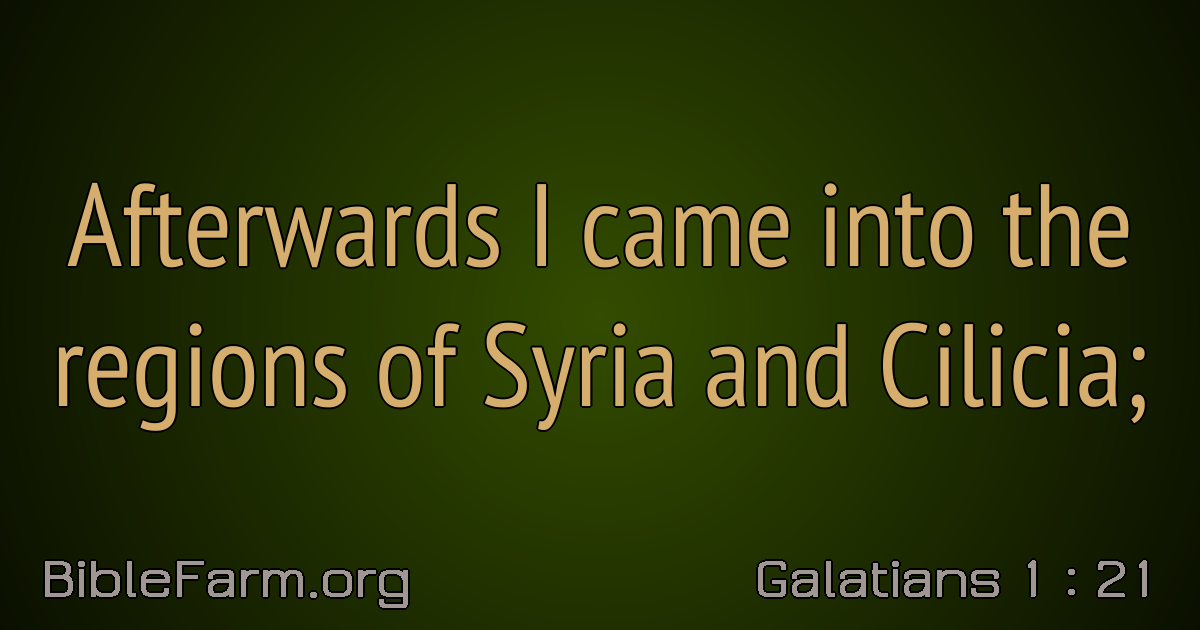 Afterwards I came into the
regions of Syria and Cilicia;
BibleFarm.org
Galatians 1 : 21